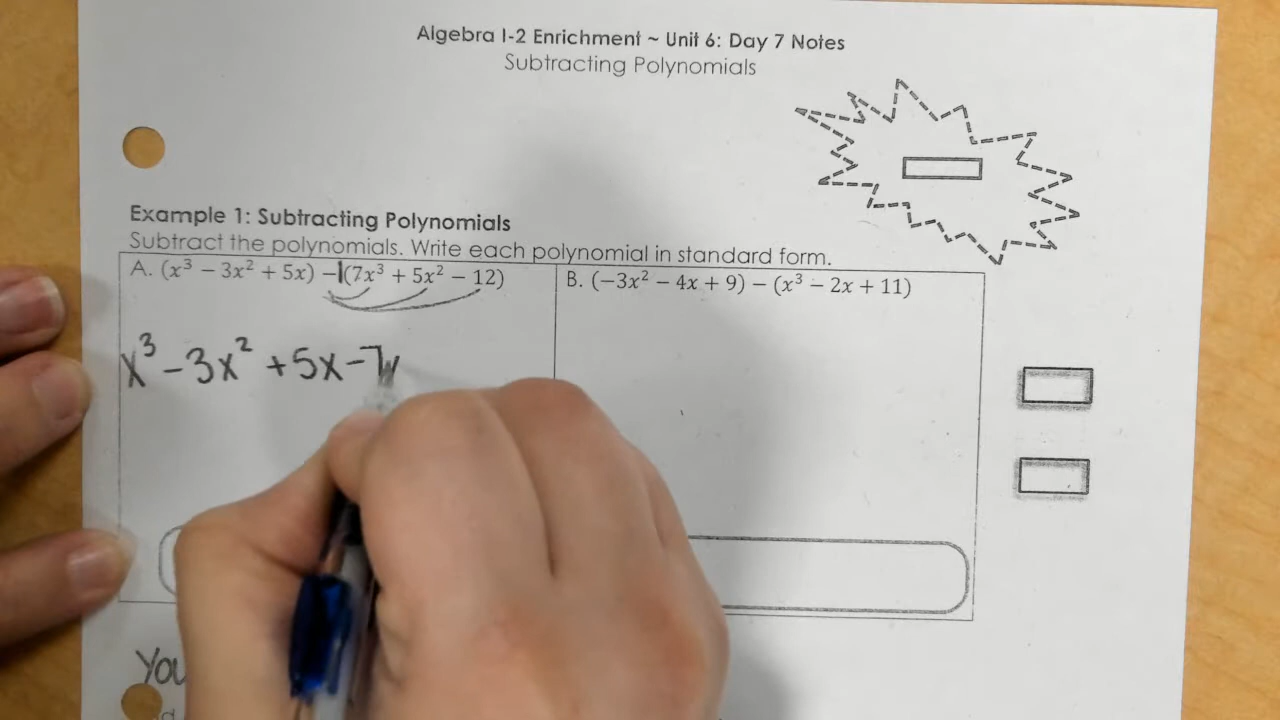 Algebra I-2 Enrichment ~ Unit 6: Day 7 Notes
Subtracting Polynomials
Example 1: Subtracting Polynomials
Subtract the polynomials. Write each polynomial in standard form.
A. (x³ − 3x² + 5x) −1(7x³ + 5x² − 12)
B. (−3x² − 4x + 9) − (x³ − 2x + 11)
x³ -3x² +5x-7x
You